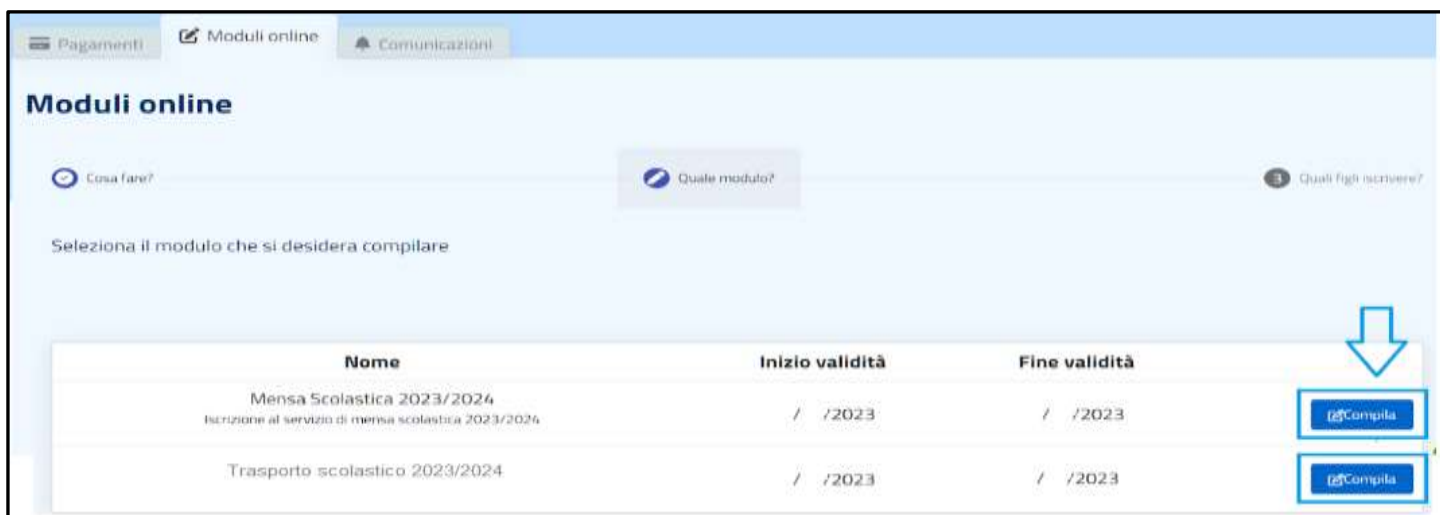 Pagamenti Moduli online Comunicazioni
Moduli online
Cosa fare? Quale modulo? 3 Quali figli iscrivere?
Seleziona il modulo che si desidera compilare
Nome Inizio validità Fine validità
Mensa Scolastica 2023/2024
Iscrizione al servizio di mensa scolastica 2023/2024
/ /2023 / /2023 Compila
Trasporto scolastico 2023/2024 / /2023 / /2023 Compila